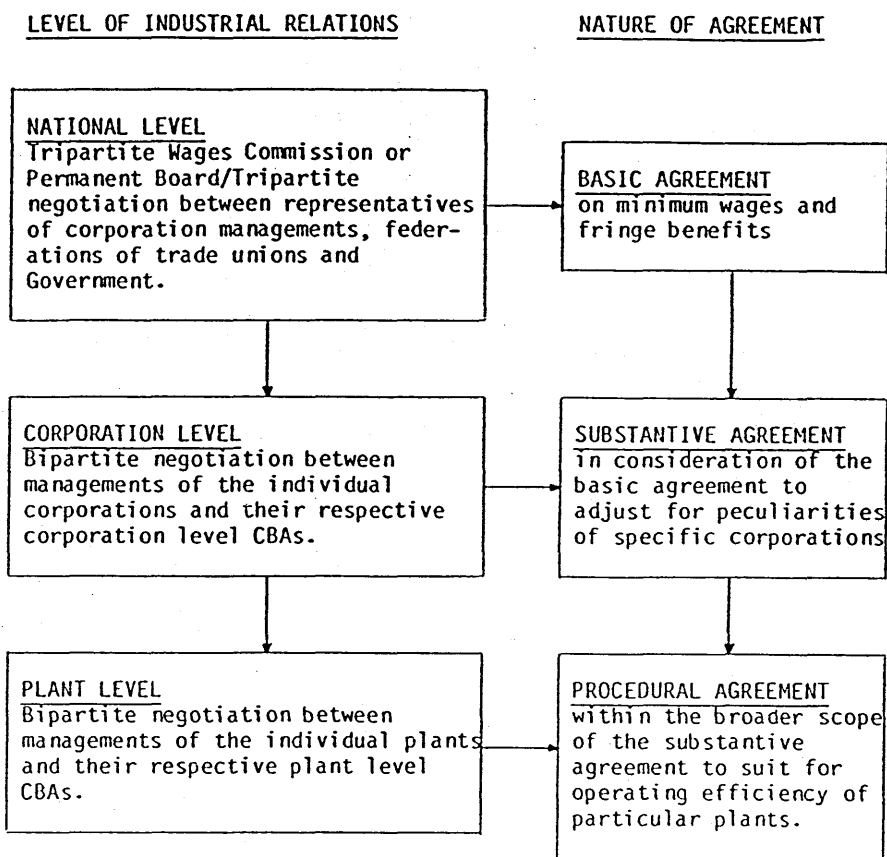 LEVEL OF INDUSTRIAL RELATIONS
NATURE OF AGREEMENT
NATIONAL LEVEL
Tripartite Wages Commission or
Permanent Board/Tripartite
negotiation between representatives
of corporation managements, feder-
ations of trade unions and
Government.
BASIC AGREEMENT
on minimum wages and
fringe benefits
CORPORATION LEVEL
Bipartite negotiation between
managements of the individual
corporations and their respective
corporation level CBAs.
SUBSTANTIVE AGREEMENT
in consideration of the
basic agreement to
adjust for peculiarities
of specific corporations
PLANT LEVEL
Bipartite negotiation between
managements of the individual plants
and their respective plant level
CBAs.
PROCEDURAL AGREEMENT
within the broader scope
of the substantive
agreement to suit for
operating efficiency of
particular plants.